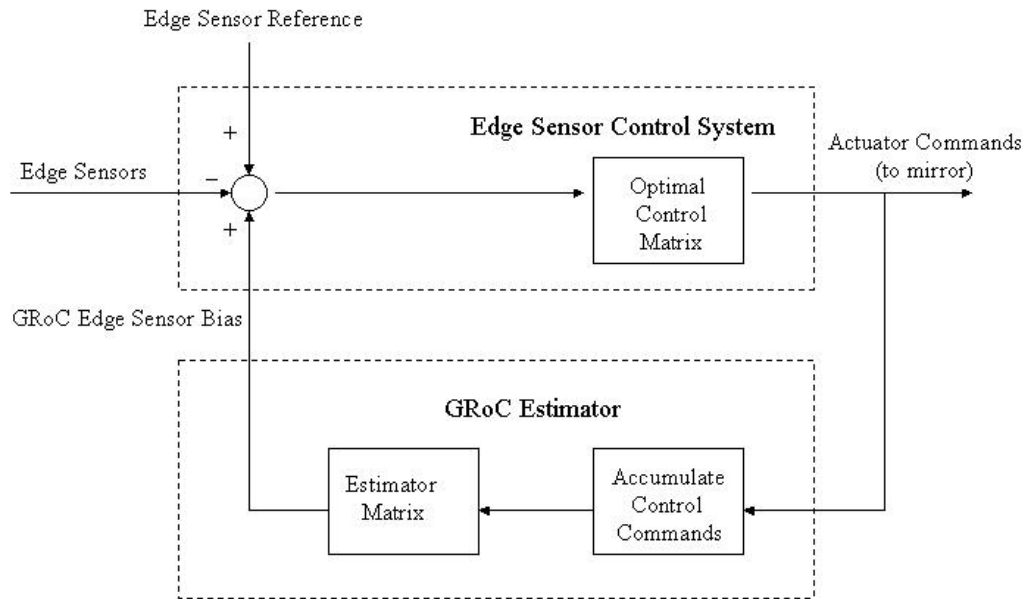 Edge Sensor Reference
+
Edge Sensor Control System
Actuator Commands
(to mirror)
Edge Sensors
−
Optimal
Control
Matrix
+
GRoC Edge Sensor Bias
GRoC Estimator
Estimator
Matrix
Accumulate
Control
Commands